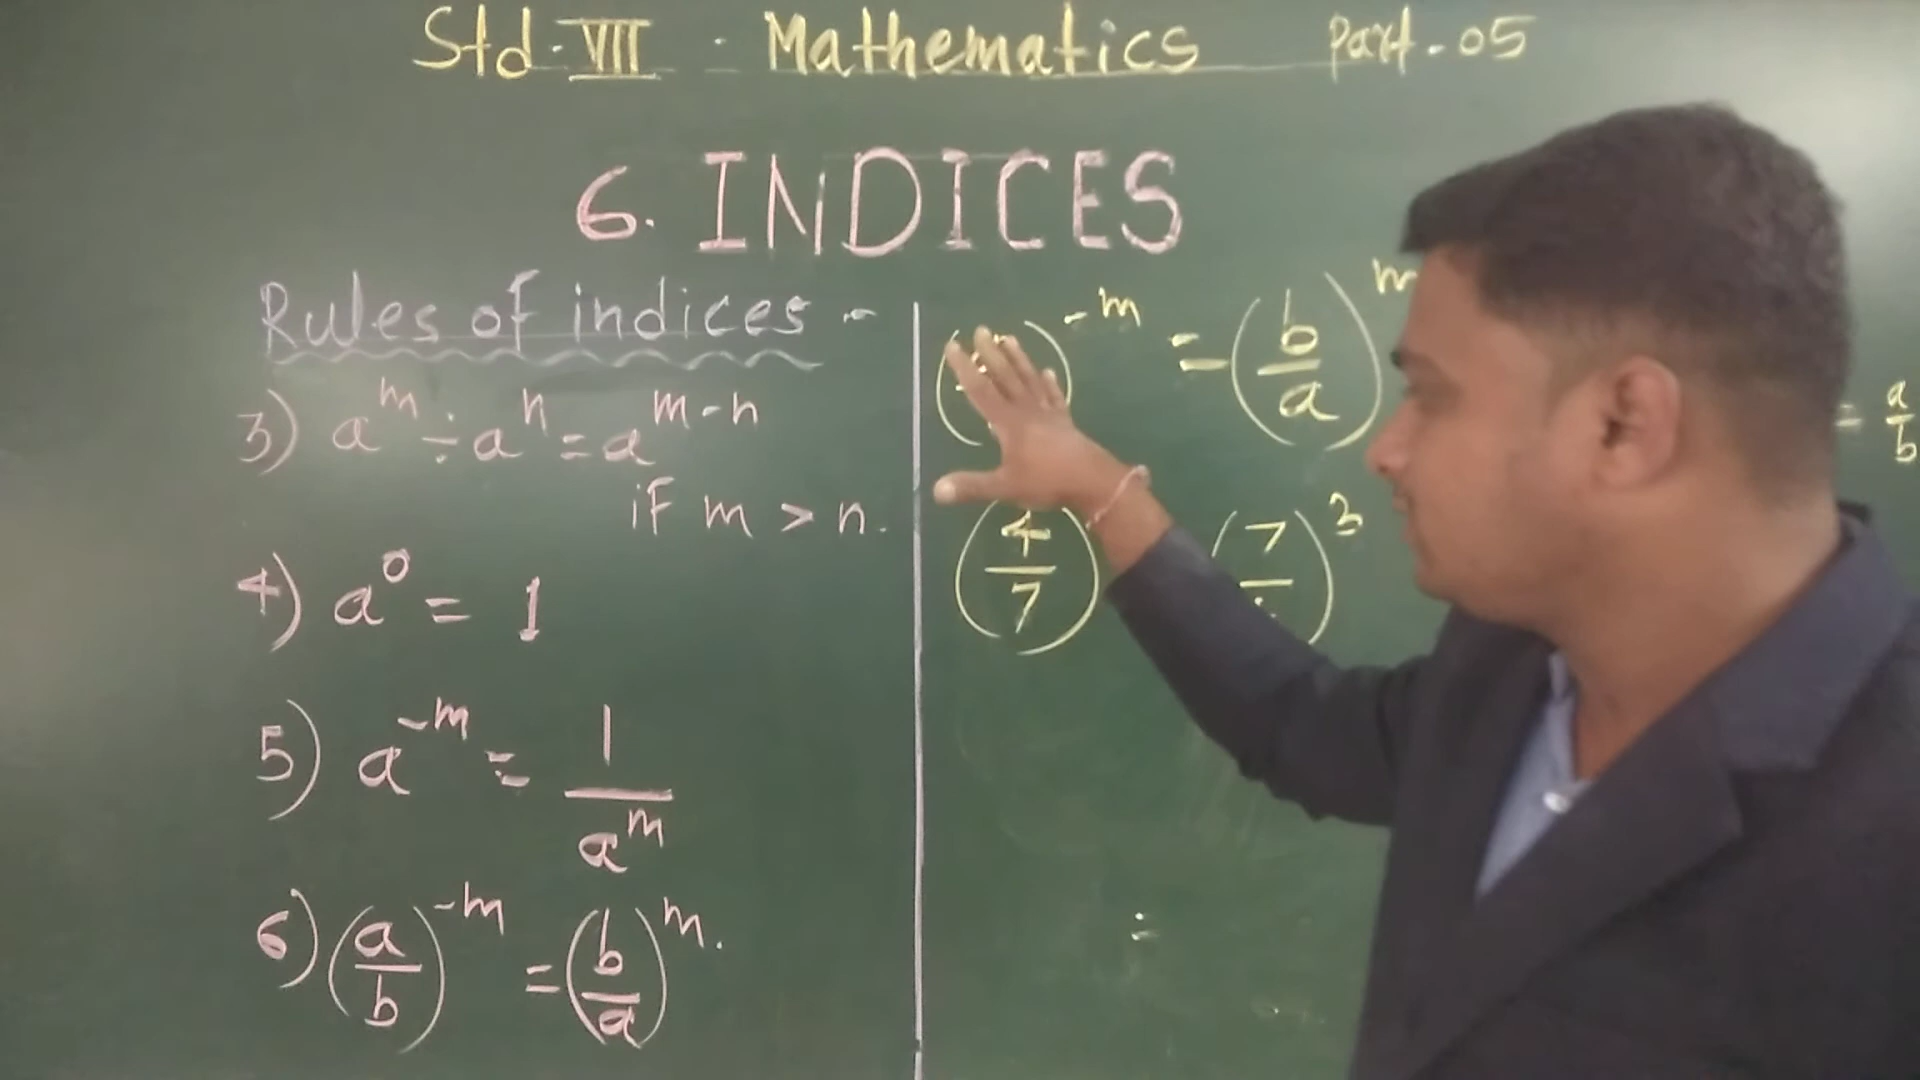 Std-VII Mathematics Part-05
6. INDICES
Rules of indices -
3) a^m ÷ a^n = a^(m-n)
if m > n.
4) a^0 = 1
5) a^-m = 1/a^m
6) (a/b)^-m = (b/a)^m.
-m = (b/a)^m
= a/b
(4/7)
7
3
=